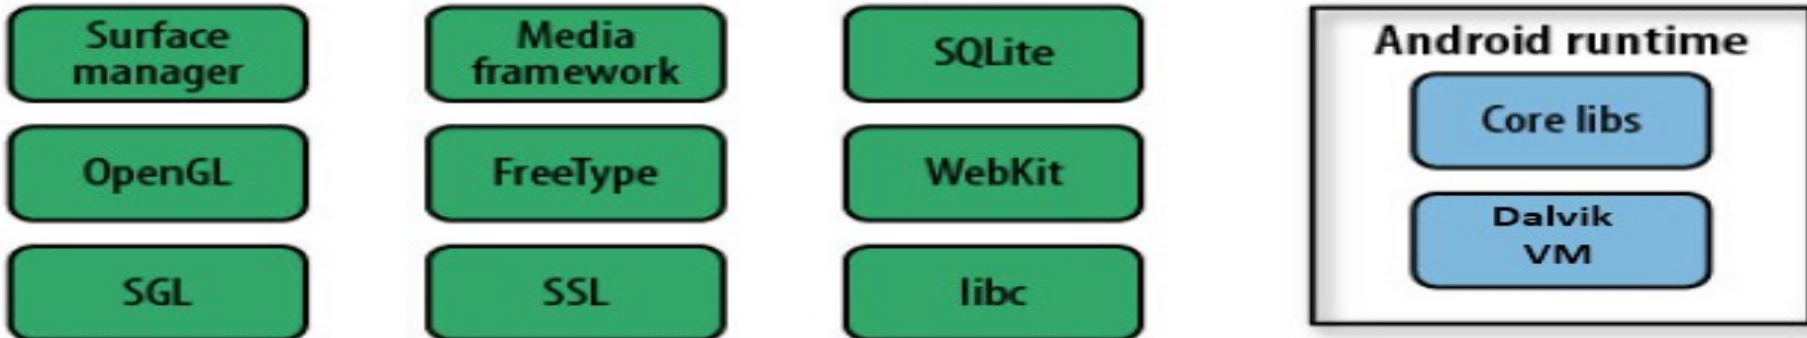 Surface
manager
Media
framework
SQLite
Android runtime
Core libs
OpenGL
FreeType
WebKit
Dalvik
VM
SGL
SSL
libc